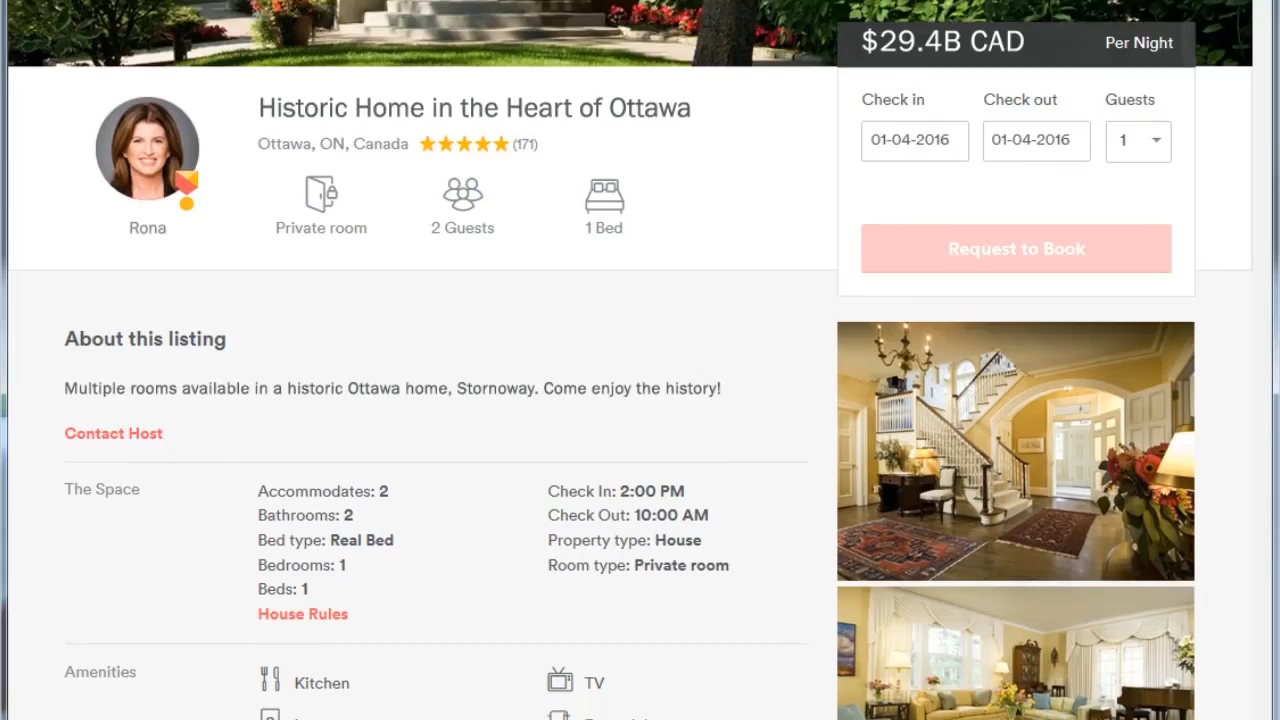 $29.4B CAD Per Night
Historic Home in the Heart of Ottawa
Ottawa, ON, Canada (171)
Rona
Private room
2 Guests
1 Bed
Check in Check out Guests
01-04-2016 01-04-2016 1
Request to Book
About this listing
Multiple rooms available in a historic Ottawa home, Stornoway. Come enjoy the history!
Contact Host
The Space
Accommodates: 2
Bathrooms: 2
Bed type: Real Bed
Bedrooms: 1
Beds: 1
House Rules
Check In: 2:00 PM
Check Out: 10:00 AM
Property type: House
Room type: Private room
Amenities
Kitchen
TV